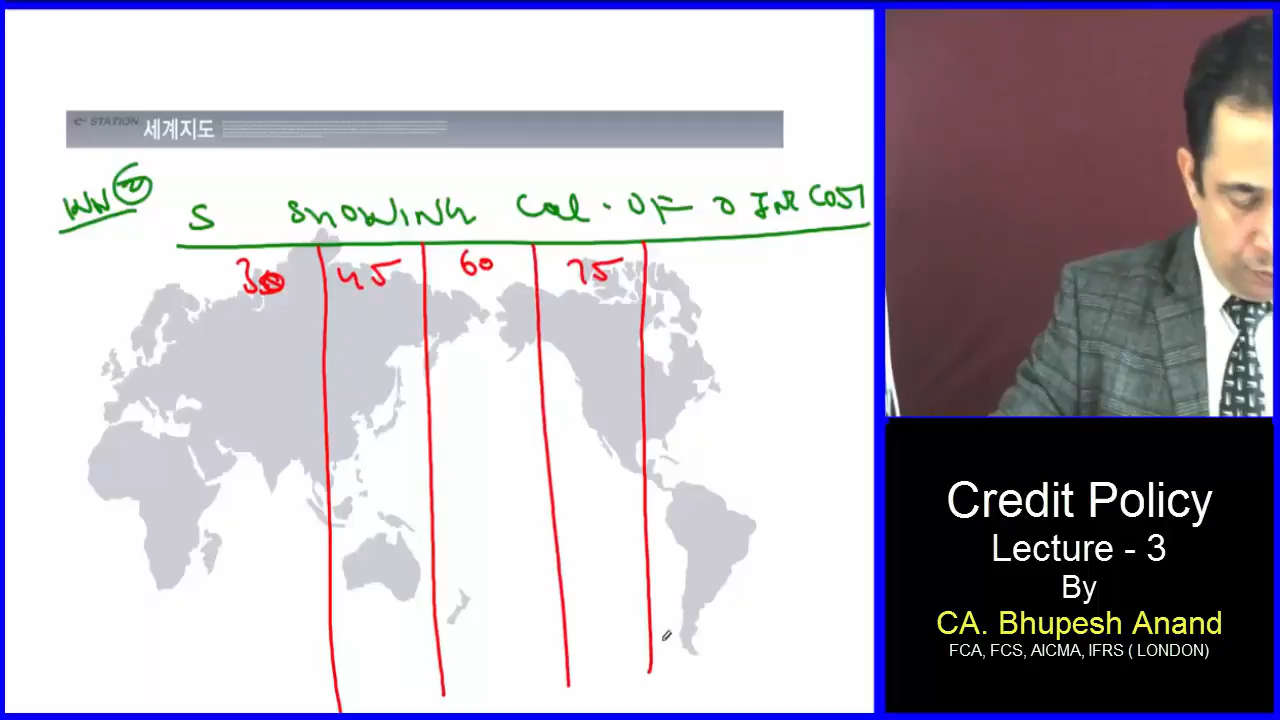 e-STATION 세계지도
WN
S SHOWING Cal. OF INT COST
30 45 60 75
Credit Policy
Lecture - 3
By
CA. Bhupesh Anand
FCA, FCS, AICMA, IFRS ( LONDON)